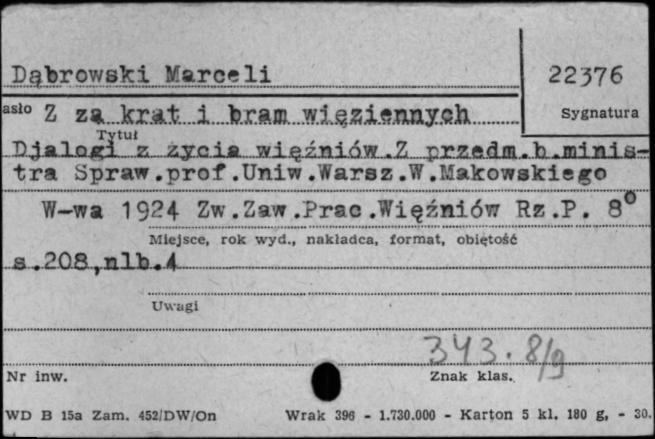 Dąbrowski Marceli
22376
asło Z za krat i bram więziennych
Sygnatura
Tytuł
Djalogi z życia więźniów.Z przedm.b.minis-
tra Spraw.prof.Uniw.Warsz.W.Makowskiego
W-wa 1924 Zw.Zaw.Prac.Więźniów Rz.P. 8°
Miejsce, rok wyd., nakładca, format, objętość
s.208,nlb.4
Uwagi
343.8/9
Nr inw.
Znak klas.
WD B 15a Zam. 452/DW/On
Wrak 396 - 1.730.000 - Karton 5 kl. 180 g, - 30.